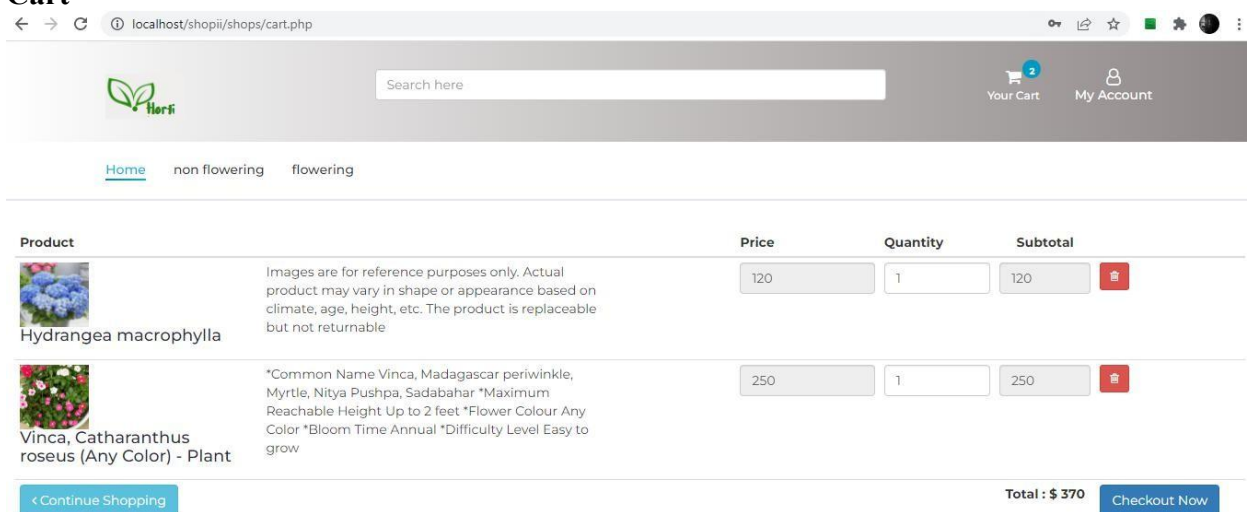 Cart
localhost/shopii/shops/cart.php
Horti
Search here
2
Your Cart
My Account
Home non flowering flowering
Product Price Quantity Subtotal
Images are for reference purposes only. Actual
product may vary in shape or appearance based on
climate, age, height, etc. The product is replaceable
but not returnable
120 1 120
Hydrangea macrophylla
*Common Name Vinca, Madagascar periwinkle,
Myrtle, Nitya Pushpa, Sadabahar *Maximum
Reachable Height Up to 2 feet *Flower Colour Any
Color *Bloom Time Annual *Difficulty Level Easy to
grow
250 1 250
Vinca, Catharanthus
roseus (Any Color) - Plant
< Continue Shopping Total : $ 370 Checkout Now